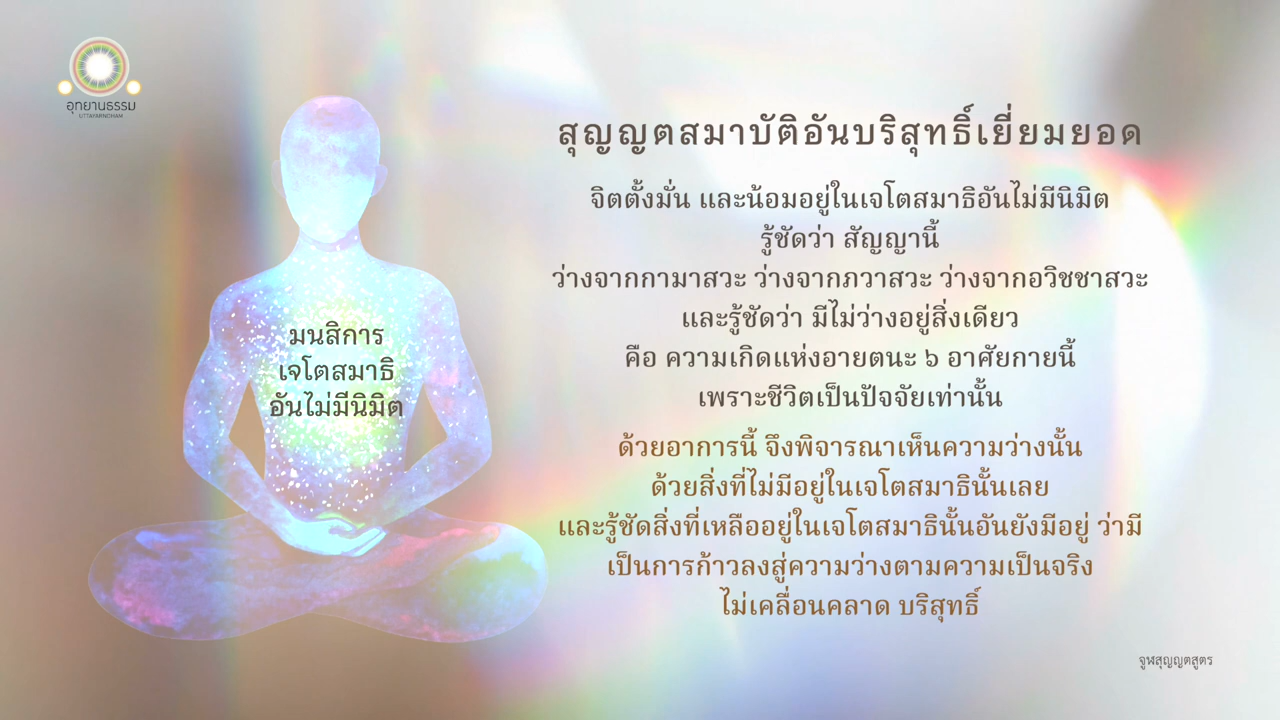 อุทยานธรรม
UTTAYARNDHAM
สุญญตสมาบัติอันบริสุทธิ์เยี่ยมยอด
จิตตั้งมั่น และน้อมอยู่ในเจโตสมาธิอันไม่มีนิมิต
รู้ชัดว่า สัญญานี้
ว่างจากกามาสวะ ว่างจากภวาสวะ ว่างจากอวิชชาสวะ
และรู้ชัดว่า มีไม่ว่างอยู่สิ่งเดียว
คือ ความเกิดแห่งอายตนะ ๖ อาศัยกายนี้
เพราะชีวิตเป็นปัจจัยเท่านั้น
ด้วยอาการนี้ จึงพิจารณาเห็นความว่างนั้น
ด้วยสิ่งที่ไม่มีอยู่ในเจโตสมาธินั้นเลย
และรู้ชัดสิ่งที่เหลืออยู่ในเจโตสมาธินั้นอันยังมีอยู่ ว่ามี
เป็นการก้าวลงสู่ความว่างตามความเป็นจริง
ไม่เคลื่อนคลาด บริสุทธิ์
มนสิการ
เจโตสมาธิ
อันไม่มีนิมิต
จูฬสุญญตสูตร